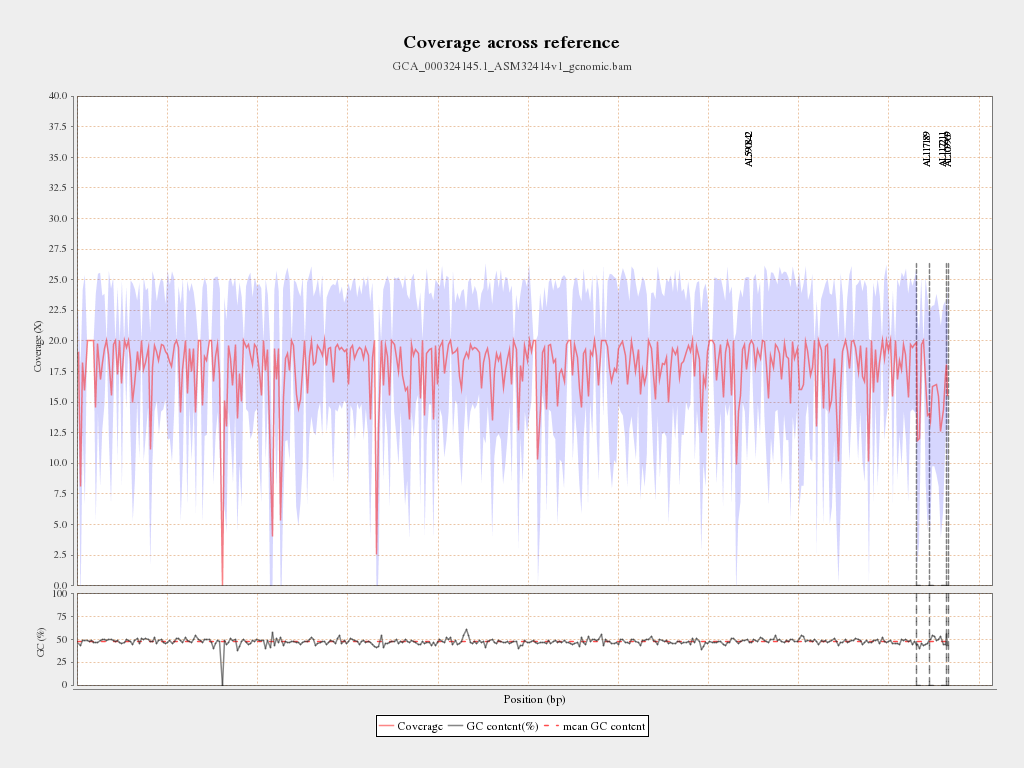 Coverage across reference
GCA_000324145.1_ASM32414v1_genomic.bam
40.0
37.5
35.0
32.5
30.0
27.5
25.0
22.5
20.0
17.5
15.0
12.5
10.0
7.5
5.0
2.5
0.0
Coverage (X)
AL590842
AL117189
AL117211
AL109969
100
75
50
25
0
GC (%)
Position (bp)
Coverage GC content(%) mean GC content